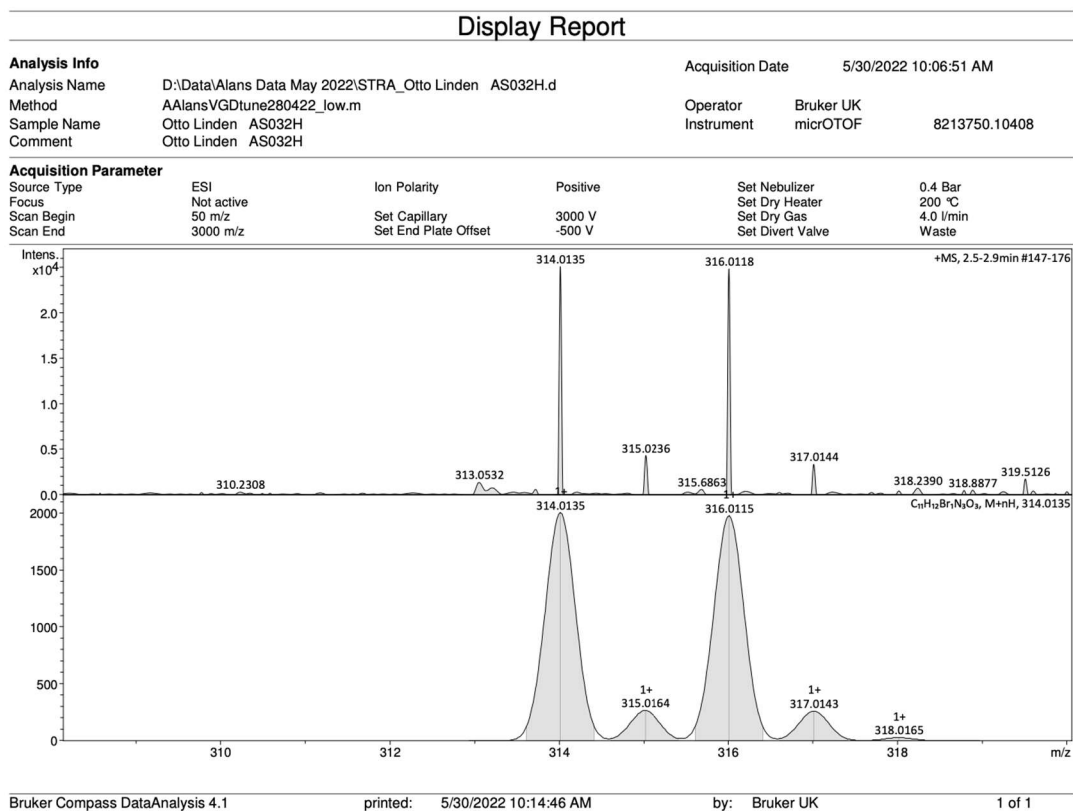 Display Report
Analysis Info
Acquisition Date 5/30/2022 10:06:51 AM
Analysis Name D:\Data\Alans Data May 2022\STRA_Otto Linden AS032H.d
Method AAlansVGDtune280422_low.m Operator Bruker UK
Sample Name Otto Linden AS032H Instrument micrOTOF 8213750.10408
Comment Otto Linden AS032H
Acquisition Parameter
Source Type ESI Ion Polarity Positive Set Nebulizer 0.4 Bar
Focus Not active Set Dry Heater 200 °C
Scan Begin 50 m/z Set Capillary 3000 V Set Dry Gas 4.0 l/min
Scan End 3000 m/z Set End Plate Offset -500 V Set Divert Valve Waste
Intens.
x10⁴
+MS, 2.5-2.9min #147-176
314.0135
316.0118
2.0
1.5
1.0
0.5
0.0
310.2308
313.0532
315.0236
315.6863
317.0144
318.2390
318.8877
319.5126
C₁₁H₁₂Br₁N₃O₃, M+nH, 314.0135
1+
314.0135
1+
316.0115
2000
1500
1000
500
0
1+
315.0164
1+
317.0143
1+
318.0165
310 312 314 316 318 m/z
Bruker Compass DataAnalysis 4.1 printed: 5/30/2022 10:14:46 AM by: Bruker UK 1 of 1